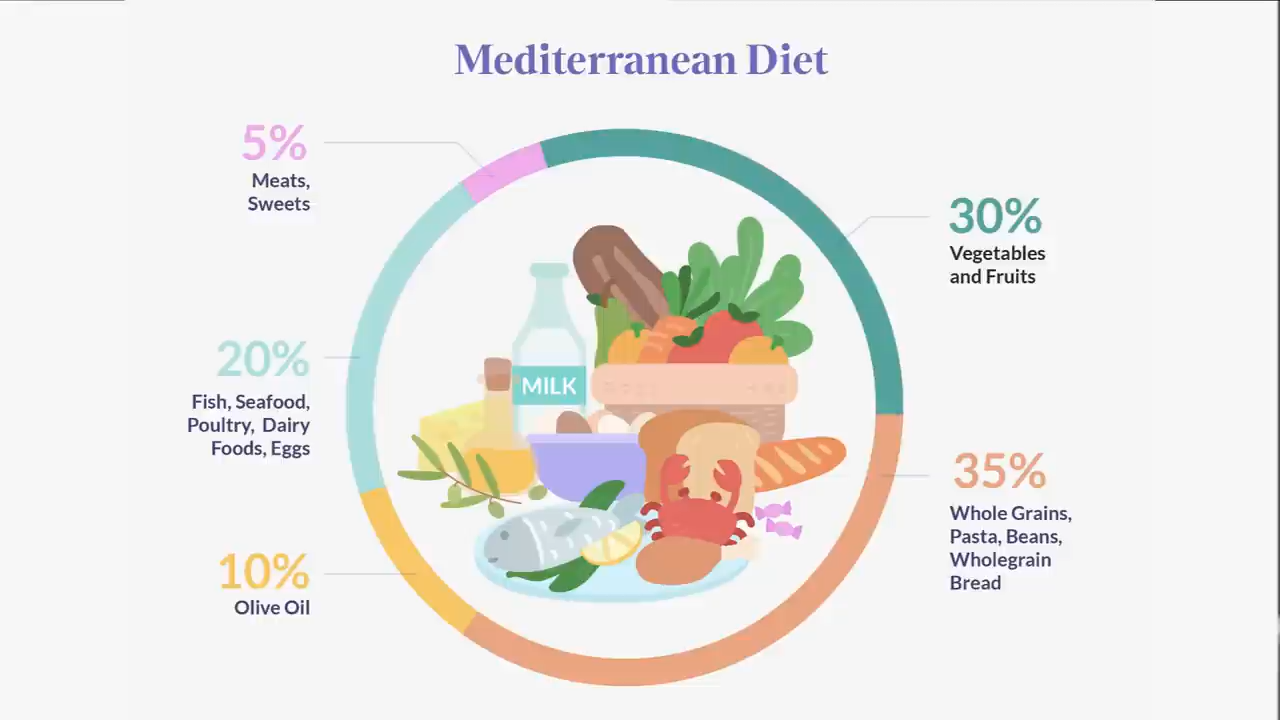 Mediterranean Diet
5%
Meats,
Sweets
30%
Vegetables
and Fruits
20%
Fish, Seafood,
Poultry, Dairy
Foods, Eggs
MILK
35%
Whole Grains,
Pasta, Beans,
Wholegrain
Bread
10%
Olive Oil